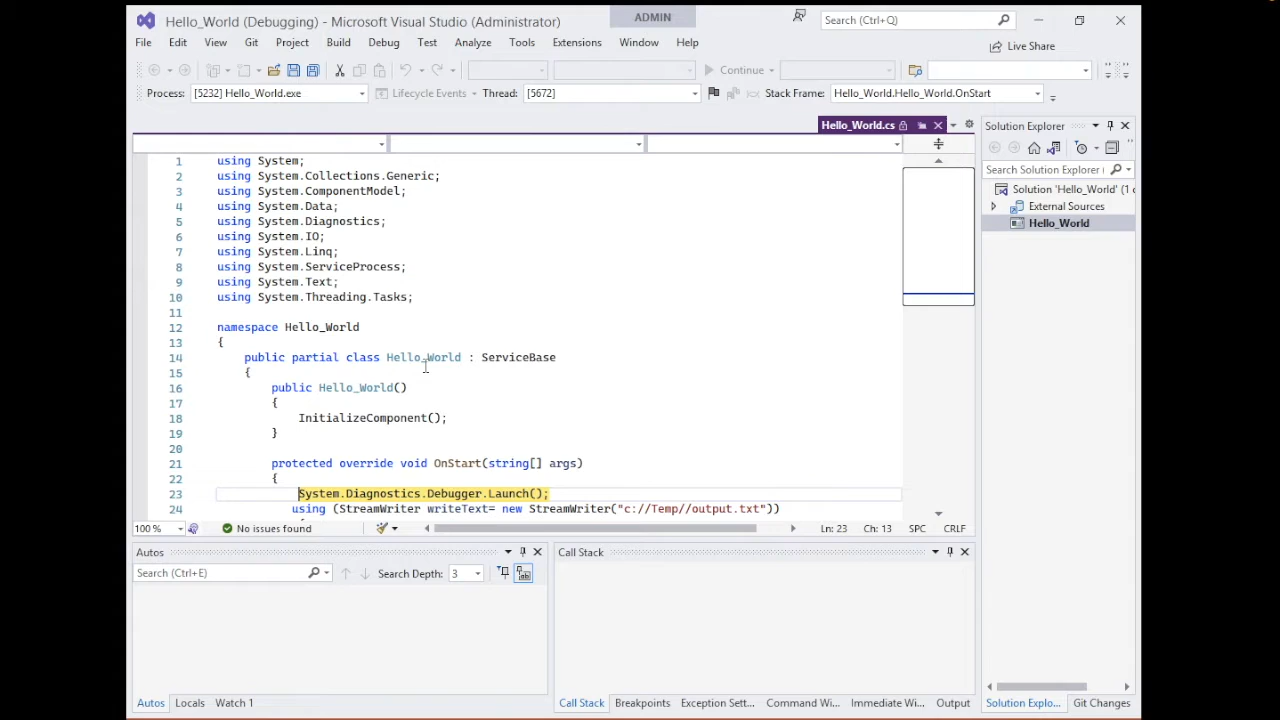 Hello_World (Debugging) - Microsoft Visual Studio (Administrator)
ADMIN
Search (Ctrl+Q)
File Edit View Git Project Build Debug Test Analyze Tools Extensions Window Help
Live Share
Continue
Process: [5232] Hello_World.exe Lifecycle Events Thread: [5672] Stack Frame: Hello_World.Hello_World.OnStart
Hello_World.cs
Solution Explorer
Search Solution Explorer (
Solution 'Hello_World' (1 c
External Sources
Hello_World
1 using System;
2 using System.Collections.Generic;
3 using System.ComponentModel;
4 using System.Data;
5 using System.Diagnostics;
6 using System.IO;
7 using System.Linq;
8 using System.ServiceProcess;
9 using System.Text;
10 using System.Threading.Tasks;
11
12 namespace Hello_World
13 {
14 public partial class Hello_World : ServiceBase
15 {
16 public Hello_World()
17 {
18 InitializeComponent();
19 }
20
21 protected override void OnStart(string[] args)
22 {
23 System.Diagnostics.Debugger.Launch();
24 using (StreamWriter writeText= new StreamWriter("c://Temp//output.txt"))
100 % No issues found Ln: 23 Ch: 13 SPC CRLF
Autos
Search (Ctrl+E) Search Depth: 3
Call Stack
Autos Locals Watch 1
Call Stack Breakpoints Exception Sett... Command Wi... Immediate Wi... Output
Solution Explo... Git Changes